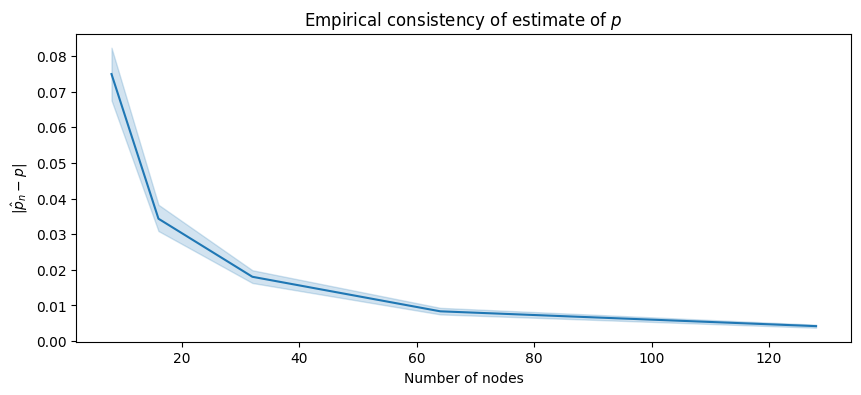 Empirical consistency of estimate of p
|p̂ₙ − p|
0.08
0.07
0.06
0.05
0.04
0.03
0.02
0.01
0.00
20 40 60 80 100 120
Number of nodes